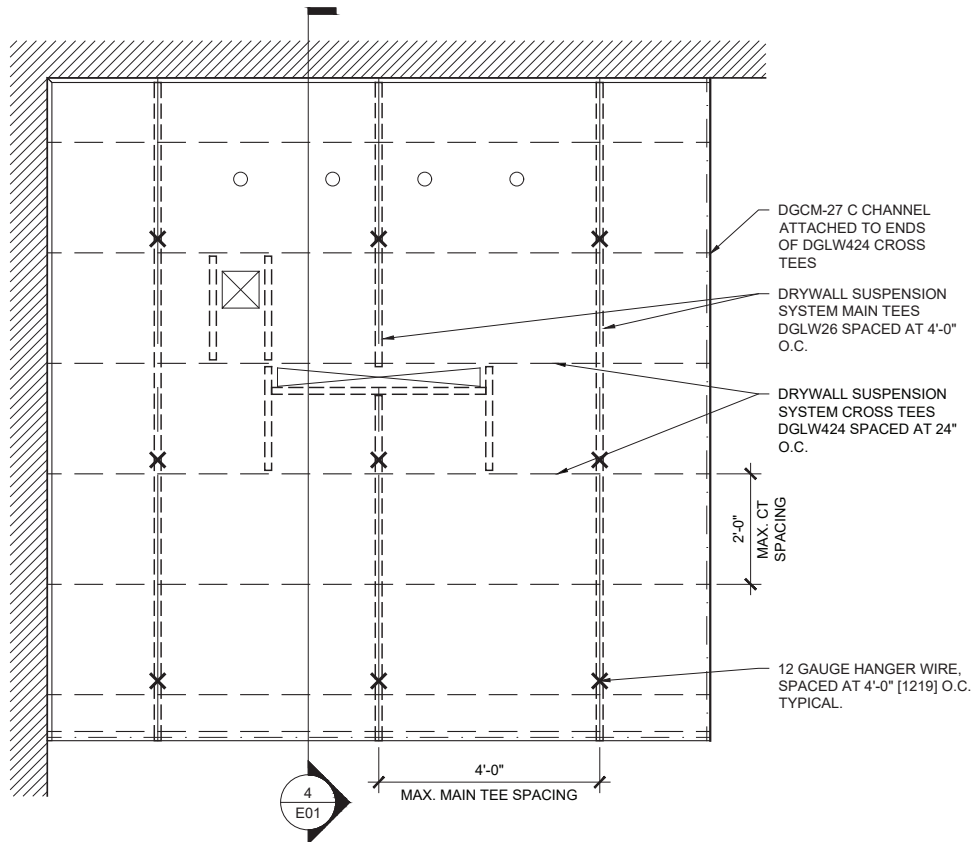 DGCM-27 C CHANNEL
ATTACHED TO ENDS
OF DGLW424 CROSS
TEES
DRYWALL SUSPENSION
SYSTEM MAIN TEES
DGLW26 SPACED AT 4'-0"
O.C.
DRYWALL SUSPENSION
SYSTEM CROSS TEES
DGLW424 SPACED AT 24"
O.C.
2'-0"
MAX. CT
SPACING
12 GAUGE HANGER WIRE,
SPACED AT 4'-0" [1219] O.C.
TYPICAL.
4'-0"
MAX. MAIN TEE SPACING
4
E01